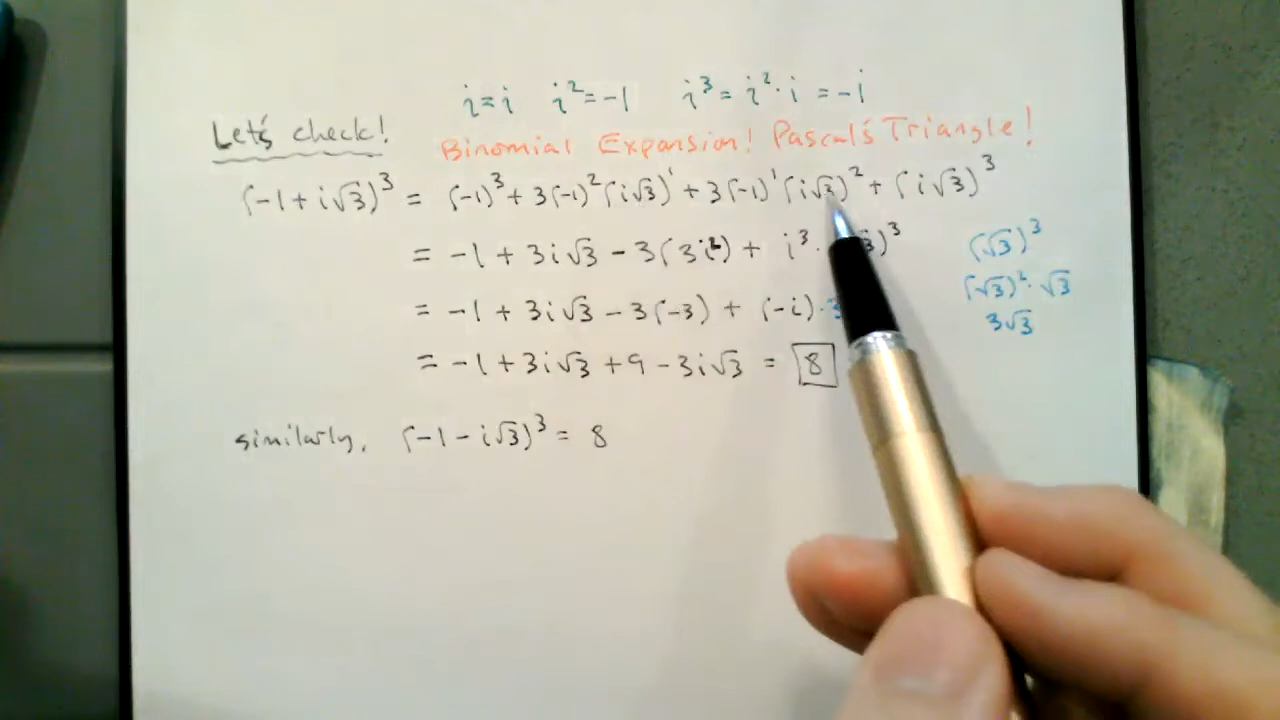 i = i i² = -1 i³ = i² · i = -i
Let's check!
Binomial Expansion! Pascal's Triangle!
(-1 + i√3)³ = (-1)³ + 3(-1)²(i√3)¹ + 3(-1)¹(i√3)² + (i√3)³
= -1 + 3i√3 - 3(3i²) + i³ · )³
(√3)³
(√3)² · √3
= -1 + 3i√3 - 3(-3) + (-i) · 3
3√3
= -1 + 3i√3 + 9 - 3i√3 = 8
similarly, (-1 - i√3)³ = 8